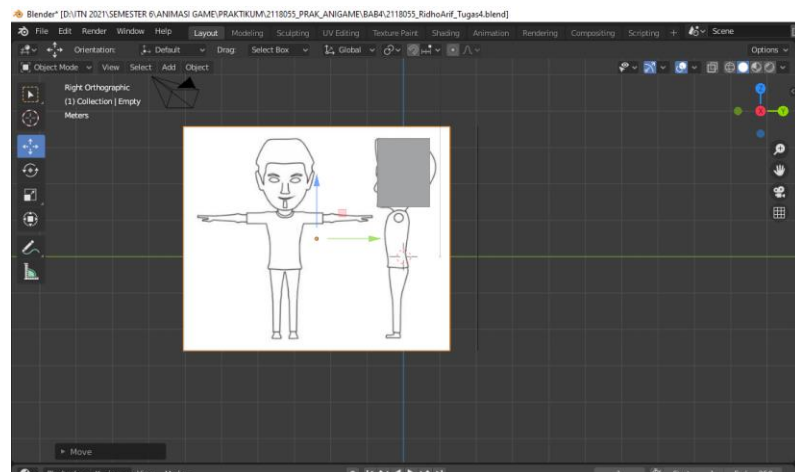 Blender* [D:\ITN 2021\SEMESTER 6\ANIMASI GAME\PRAKTIKUM\2118055_PRAK_ANIGAME\BAB4\2118055_RidhoArif_Tugas4.blend]
File Edit Render Window Help Layout Modeling Sculpting UV Editing Texture Paint Shading Animation Rendering Compositing Scripting + Scene
Orientation: Default Drag: Select Box Global Options
Object Mode View Select Add Object
Right Orthographic
(1) Collection | Empty
Meters
Z
X
Y
Move